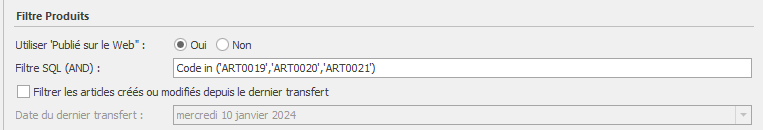 Filtre Produits
Utiliser 'Publié sur le Web" : Oui Non
Filtre SQL (AND) : Code in ('ART0019','ART0020','ART0021')
Filtrer les articles créés ou modifiés depuis le dernier transfert
Date du dernier transfert : mercredi 10 janvier 2024